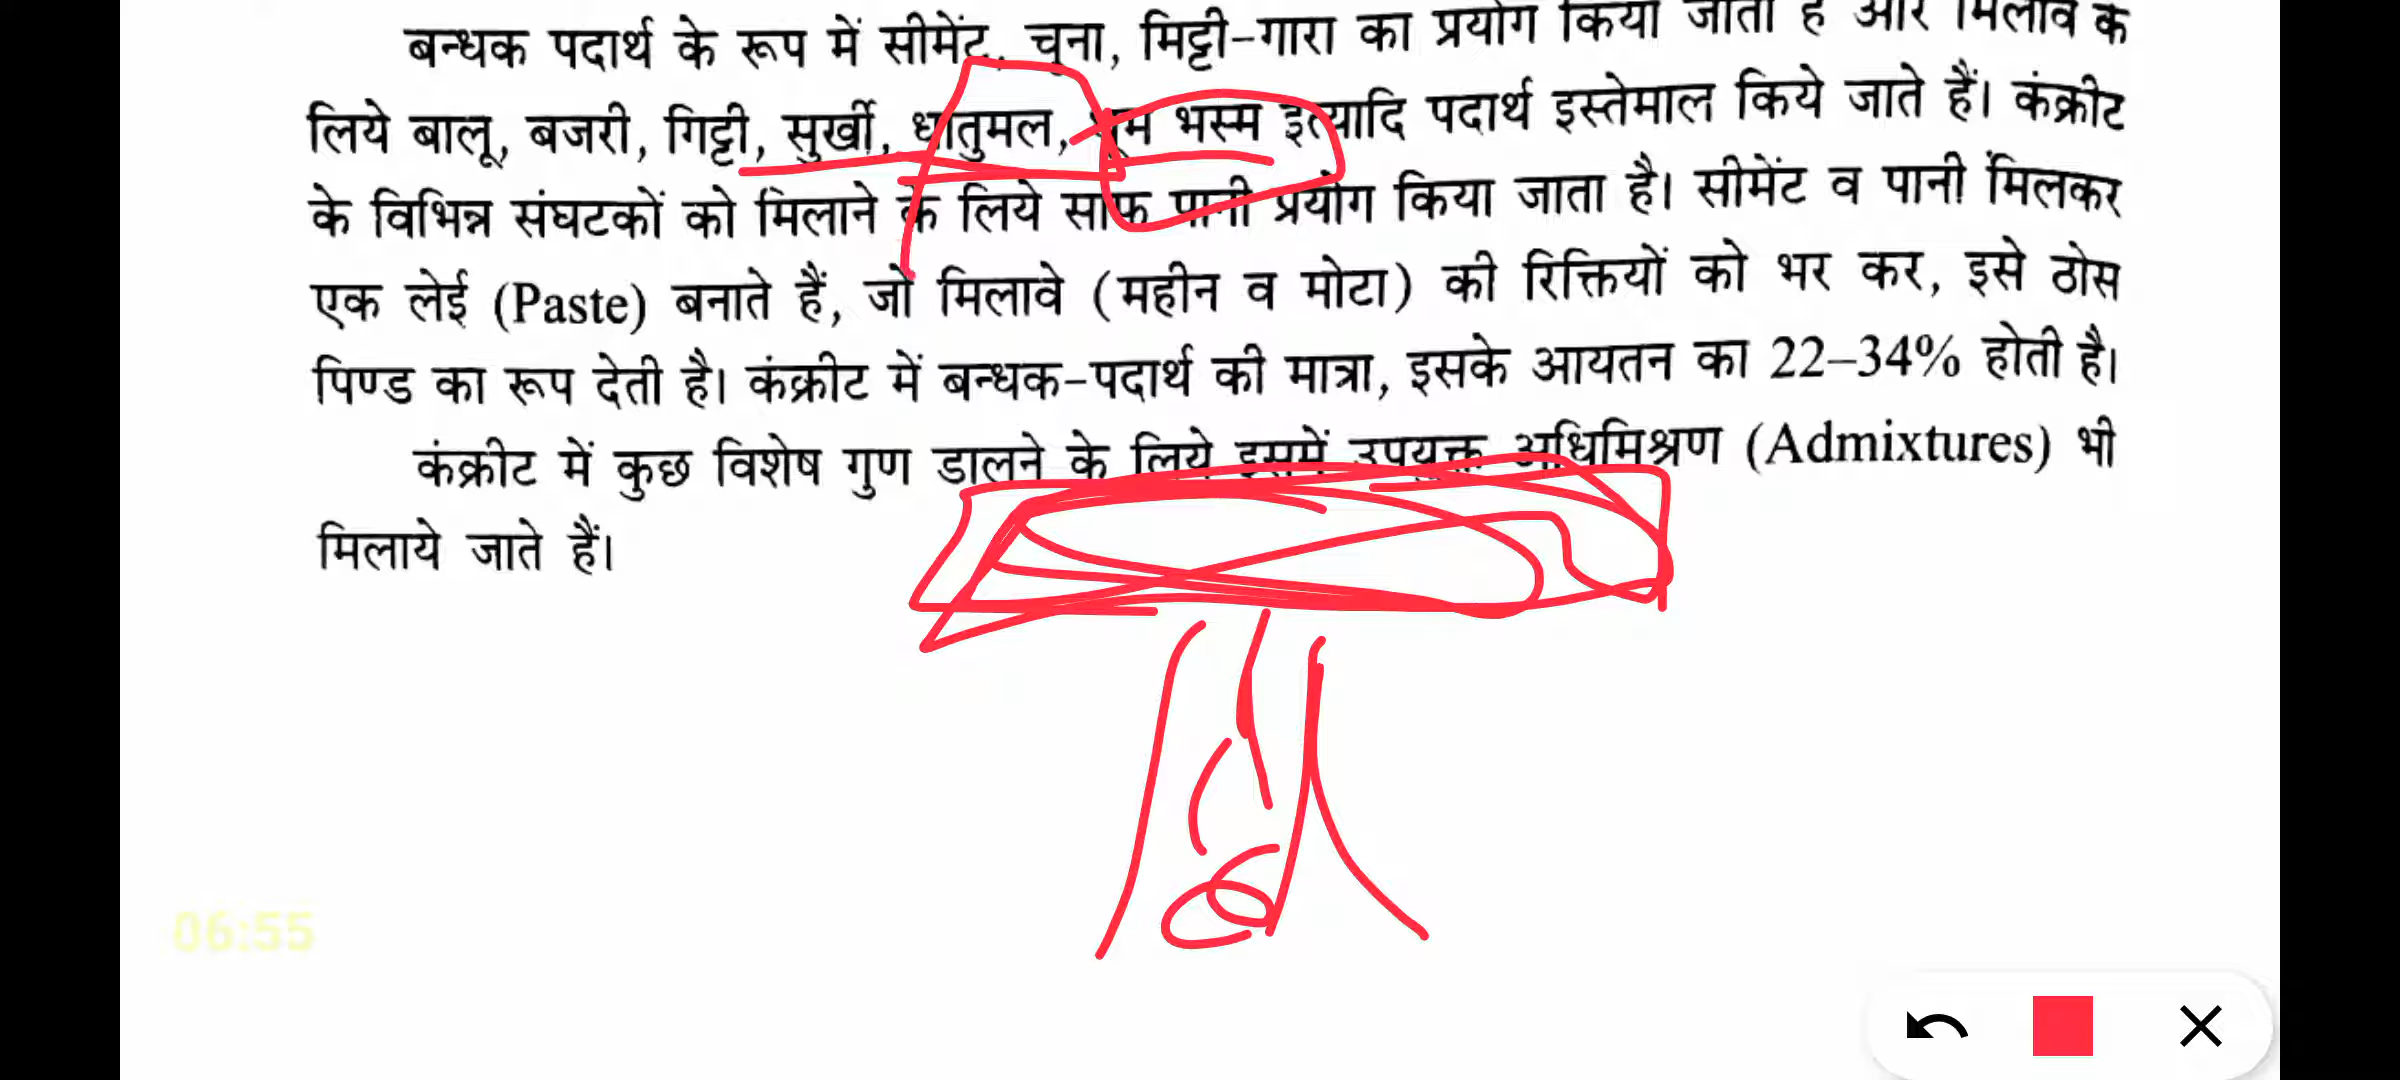 बन्धक पदार्थ के रूप में सीमेंट, चूना, मिट्टी-गारा का प्रयोग किया जाता है और मिलावे के
लिये बालू, बजरी, गिट्टी, सुर्खी, धातुमल, धूम भस्म इत्यादि पदार्थ इस्तेमाल किये जाते हैं। कंक्रीट
के विभिन्न संघटकों को मिलाने के लिये साफ पानी प्रयोग किया जाता है। सीमेंट व पानी मिलकर
एक लेई (Paste) बनाते हैं, जो मिलावे (महीन व मोटा) की रिक्तियों को भर कर, इसे ठोस
पिण्ड का रूप देती है। कंक्रीट में बन्धक-पदार्थ की मात्रा, इसके आयतन का 22–34% होती है।
कंक्रीट में कुछ विशेष गुण डालने के लिये इसमें उपयुक्त अधिमिश्रण (Admixtures) भी
मिलाये जाते हैं।
06:55